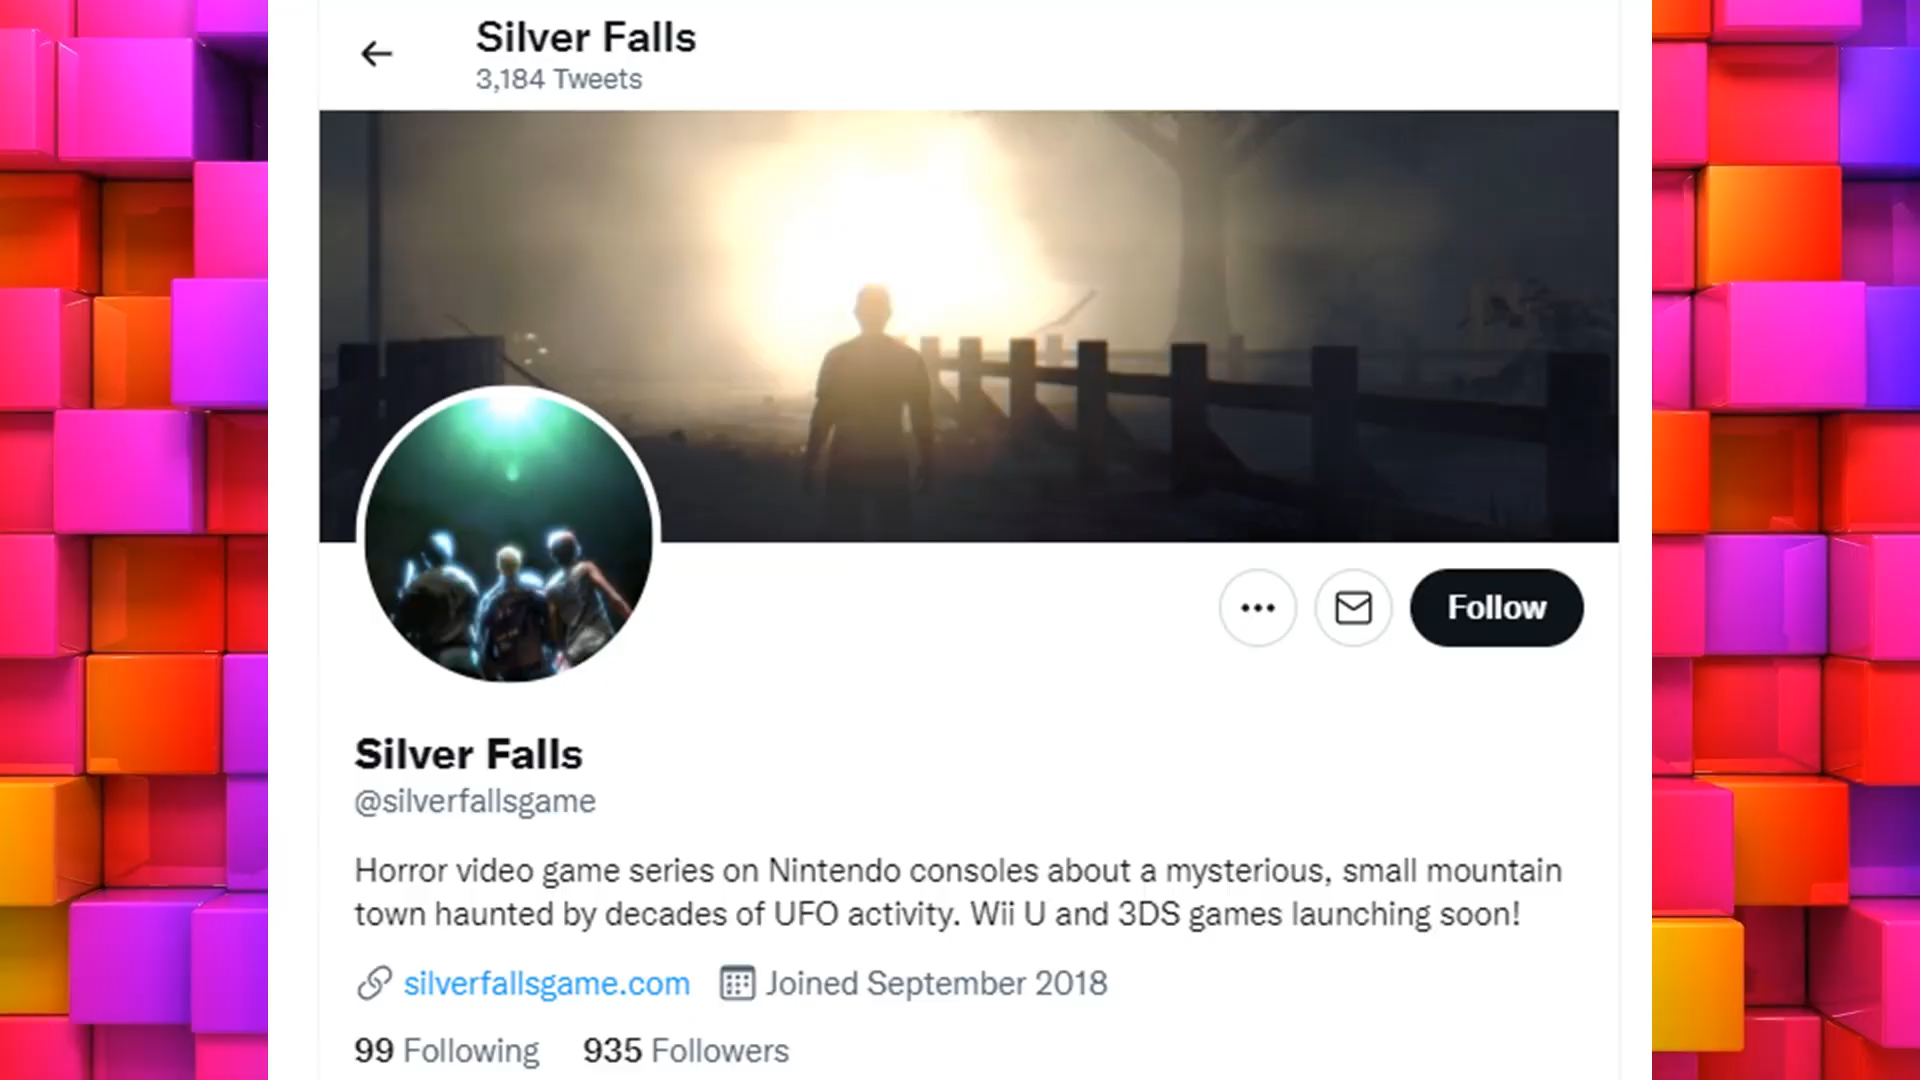 Silver Falls
3,184 Tweets
Follow
Silver Falls
@silverfallsgame
Horror video game series on Nintendo consoles about a mysterious, small mountain
town haunted by decades of UFO activity. Wii U and 3DS games launching soon!
silverfallsgame.com Joined September 2018
99 Following 935 Followers